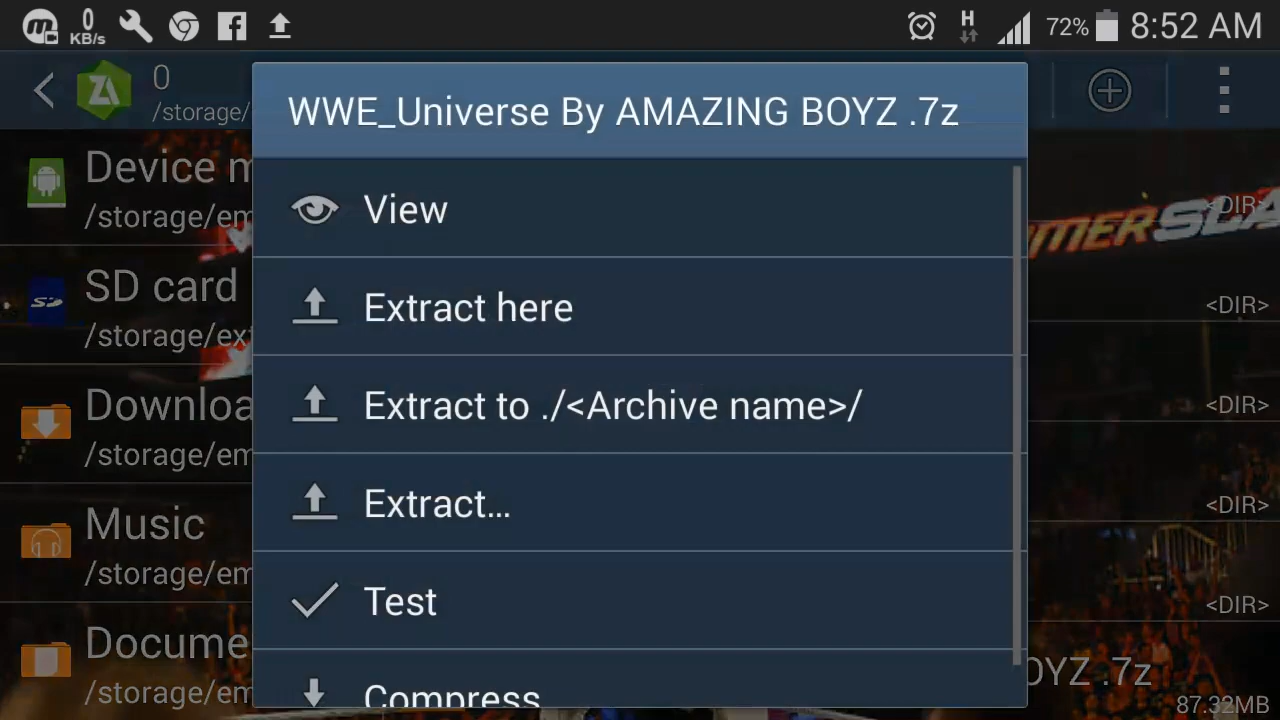 0
KB/s
H
72%
8:52 AM
0
/storage/
WWE_Universe By AMAZING BOYZ .7z
Device m
/storage/em
<DIR>
View
MERSLA
SD card
/storage/ext
<DIR>
Extract here
Downloa
/storage/em
<DIR>
Extract to ./<Archive name>/
Music
/storage/em
<DIR>
Extract...
Test
<DIR>
Docume
/storage/em
Compress
OYZ .7z
87.32MB